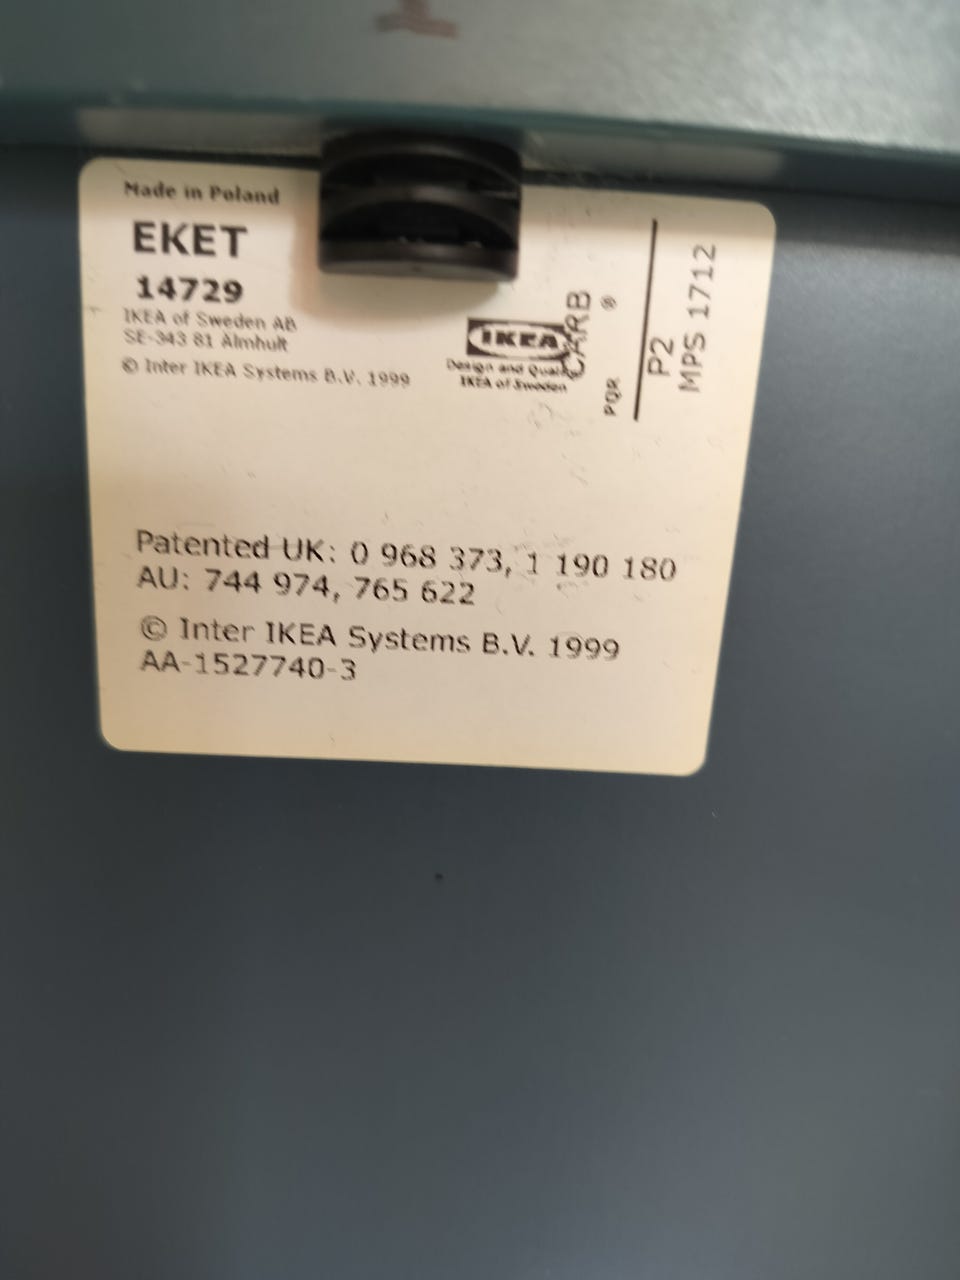 Made in Poland
EKET
14729
IKEA of Sweden AB
SE-343 81 Älmhult
© Inter IKEA Systems B.V. 1999
IKEA
Design and Quality
IKEA of Sweden
CARB
PQR
®
P2
MPS 1712
Patented UK: 0 968 373, 1 190 180
AU: 744 974, 765 622
© Inter IKEA Systems B.V. 1999
AA-1527740-3